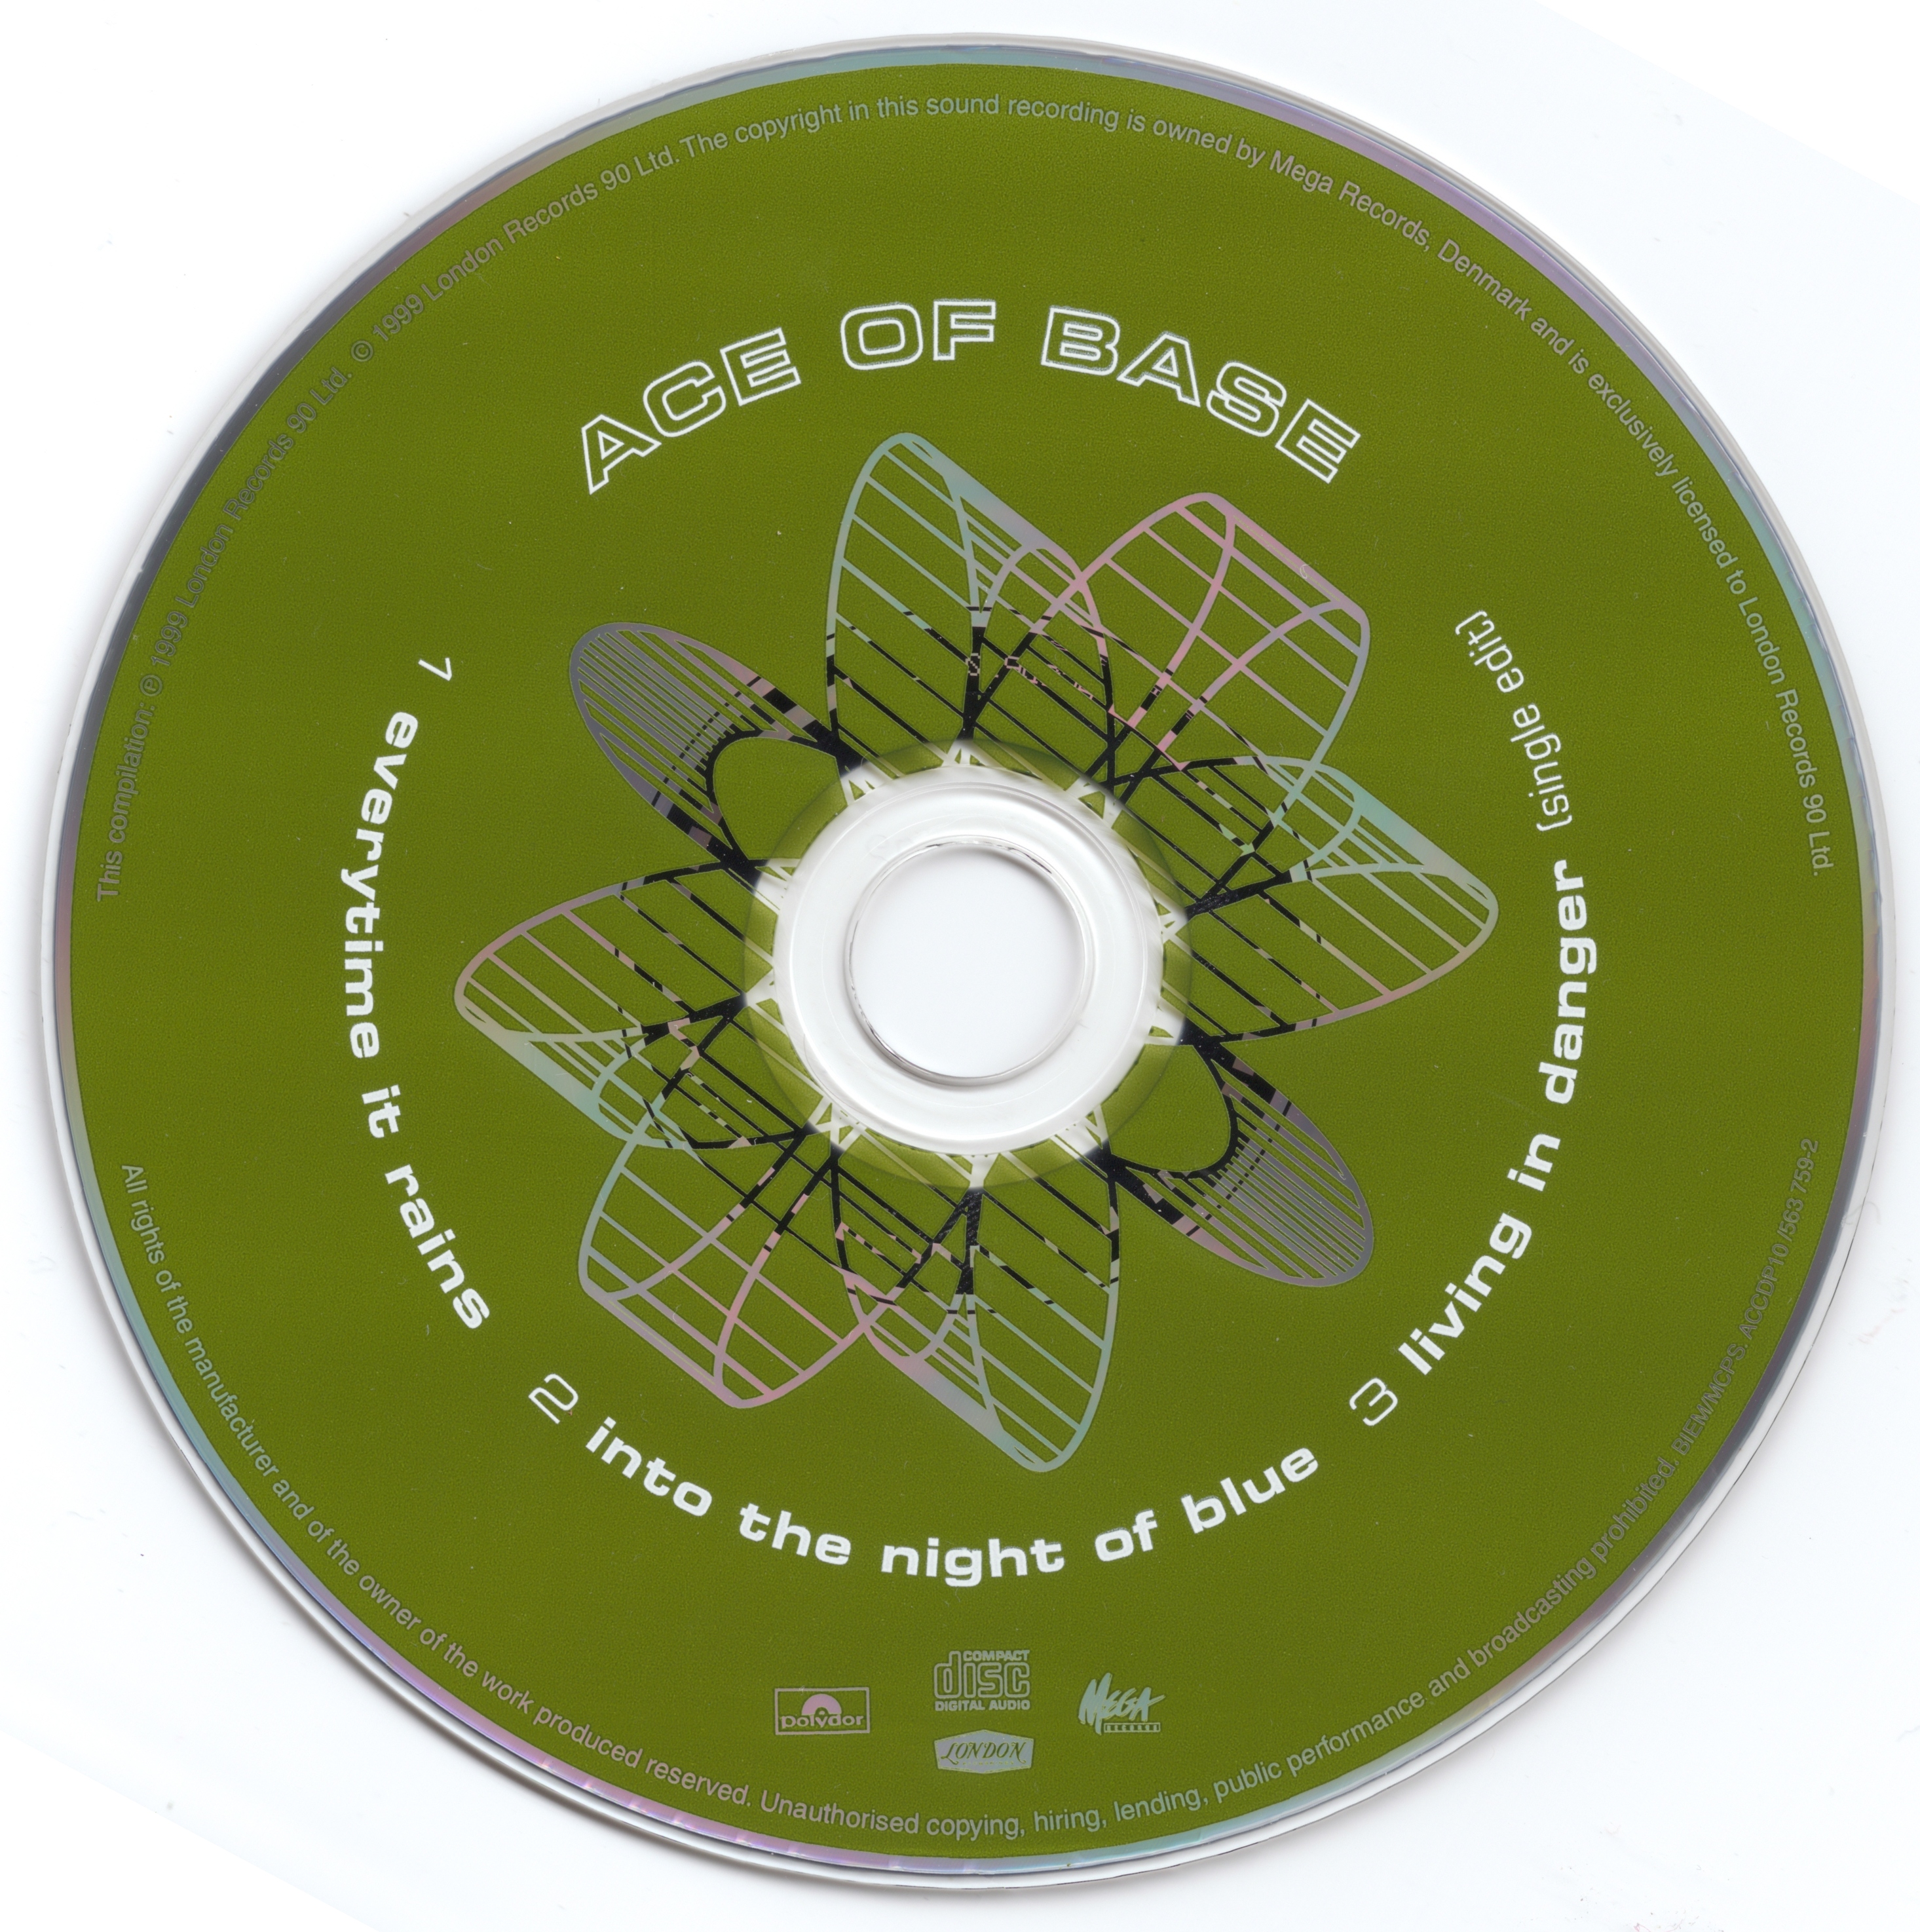 This compilation: ℗ 1999 London Records 90 Ltd. © 1999 London Records 90 Ltd. The copyright in this sound recording is owned by Mega Records, Denmark and is exclusively licensed to London Records 90 Ltd.
ACE OF BASE
1 everytime it rains
2 into the night of blue
3 living in danger (single edit)
COMPACT
disc
DIGITAL AUDIO
polydor
MEGA
RECORDS
LONDON
All rights of the manufacturer and of the owner of the work produced reserved. Unauthorised copying, hiring, lending, public performance and broadcasting prohibited. BIEM/MCPS. ACCDP10 /563 759-2